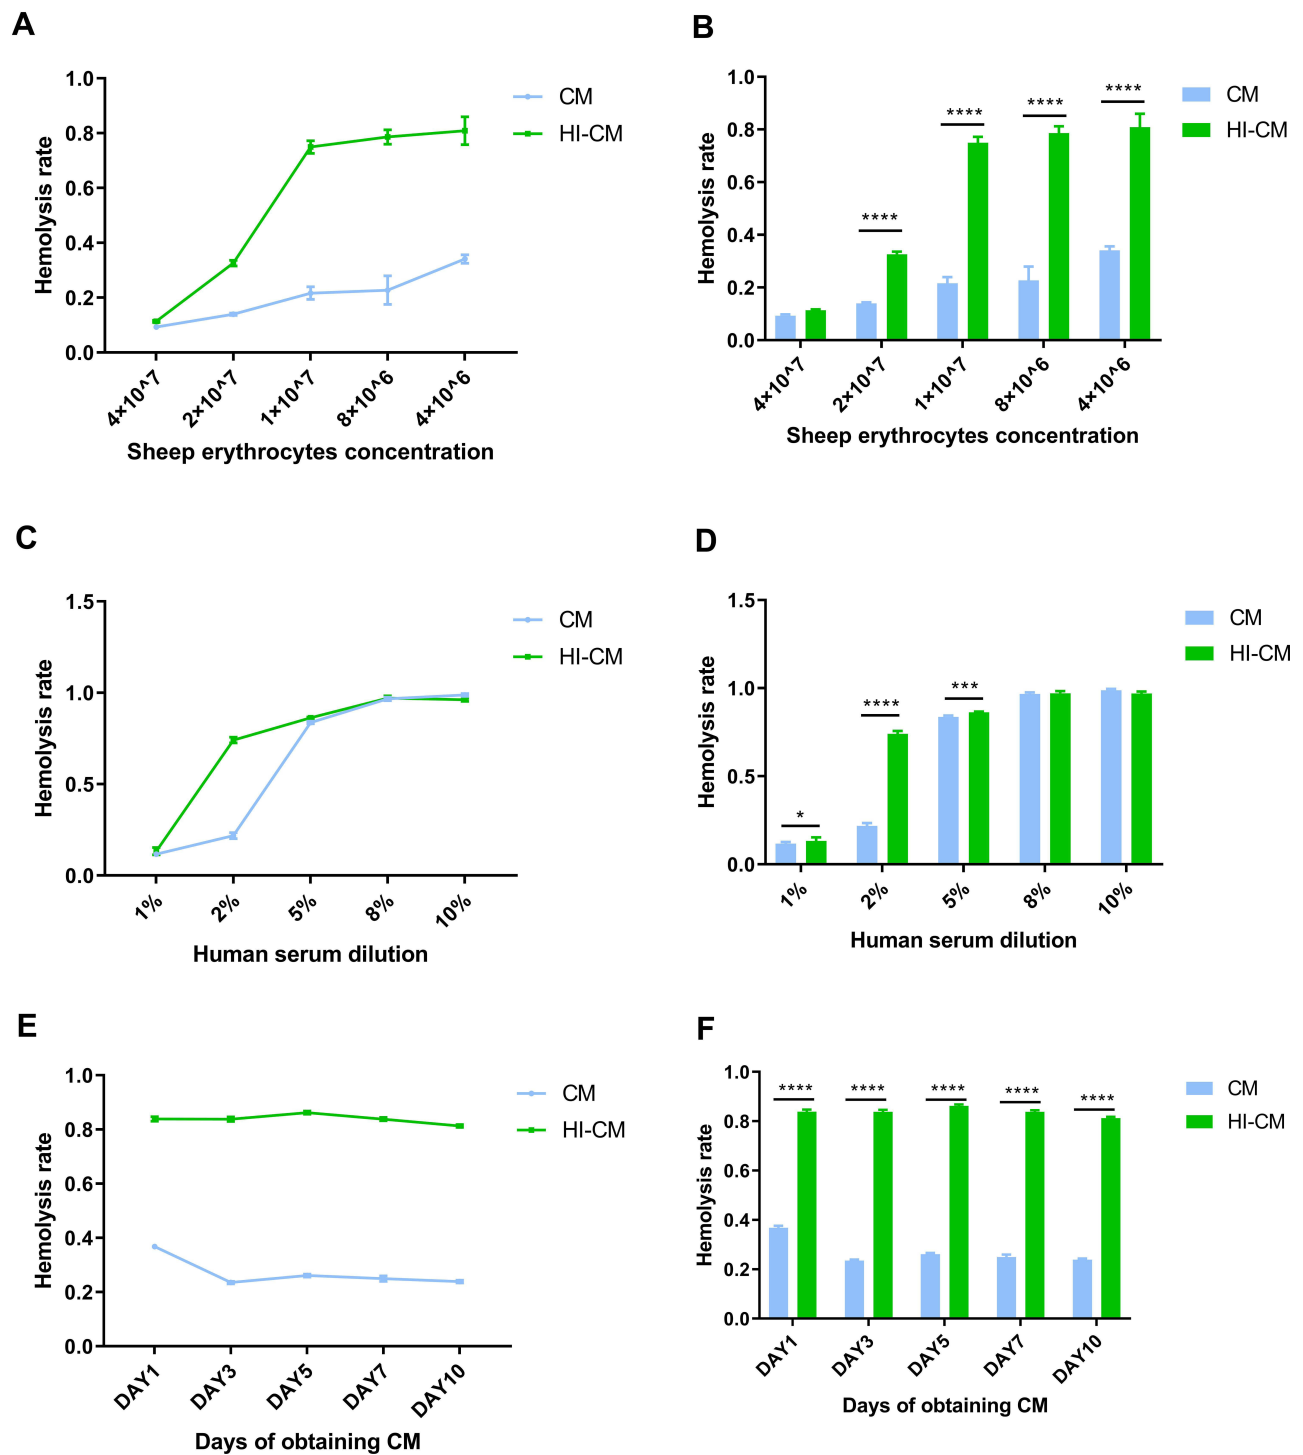 A
Hemolysis rate
1.0
0.8
0.6
0.4
0.2
0.0
4×10^7
2×10^7
1×10^7
8×10^6
4×10^6
Sheep erythrocytes concentration
CM
HI-CM
B
Hemolysis rate
1.0
0.8
0.6
0.4
0.2
0.0
****
****
****
****
4×10^7
2×10^7
1×10^7
8×10^6
4×10^6
Sheep erythrocytes concentration
CM
HI-CM
C
Hemolysis rate
1.5
1.0
0.5
0.0
1%
2%
5%
8%
10%
Human serum dilution
CM
HI-CM
D
Hemolysis rate
1.5
1.0
0.5
0.0
*
****
***
1%
2%
5%
8%
10%
Human serum dilution
CM
HI-CM
E
Hemolysis rate
1.0
0.8
0.6
0.4
0.2
0.0
DAY1
DAY3
DAY5
DAY7
DAY10
Days of obtaining CM
CM
HI-CM
F
Hemolysis rate
1.0
0.8
0.6
0.4
0.2
0.0
****
****
****
****
****
DAY1
DAY3
DAY5
DAY7
DAY10
Days of obtaining CM
CM
HI-CM